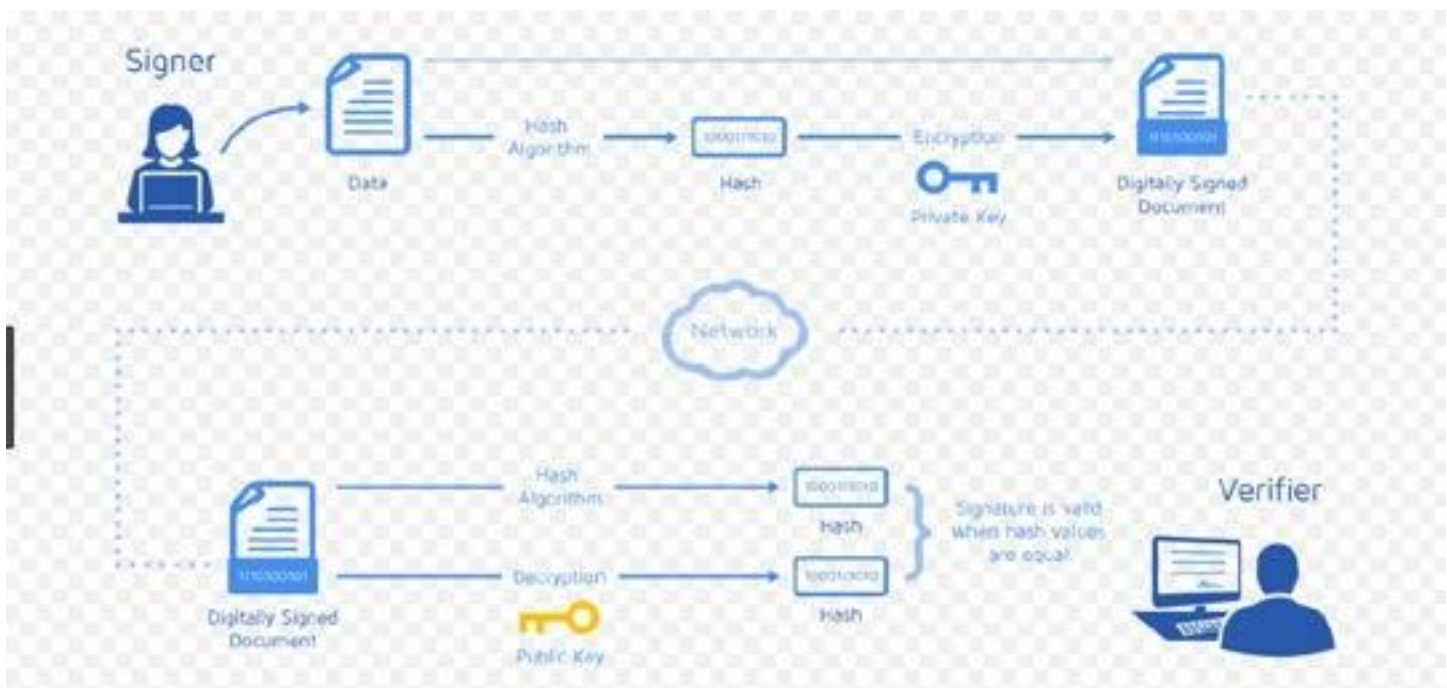 Signer
Data
Hash
Algorithm
Hash
Encryption
Private Key
Digitally Signed
Document
Network
Digitally Signed
Document
Hash
Algorithm
Hash
Decryption
Public Key
Hash
Signature is valid
when hash values
are equal
Verifier